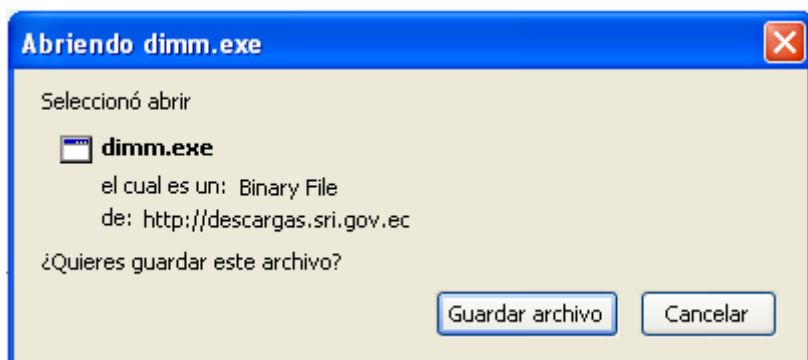 Abriendo dimm.exe
Seleccionó abrir
dimm.exe
el cual es un: Binary File
de: http://descargas.sri.gov.ec
¿Quieres guardar este archivo?
Guardar archivo Cancelar